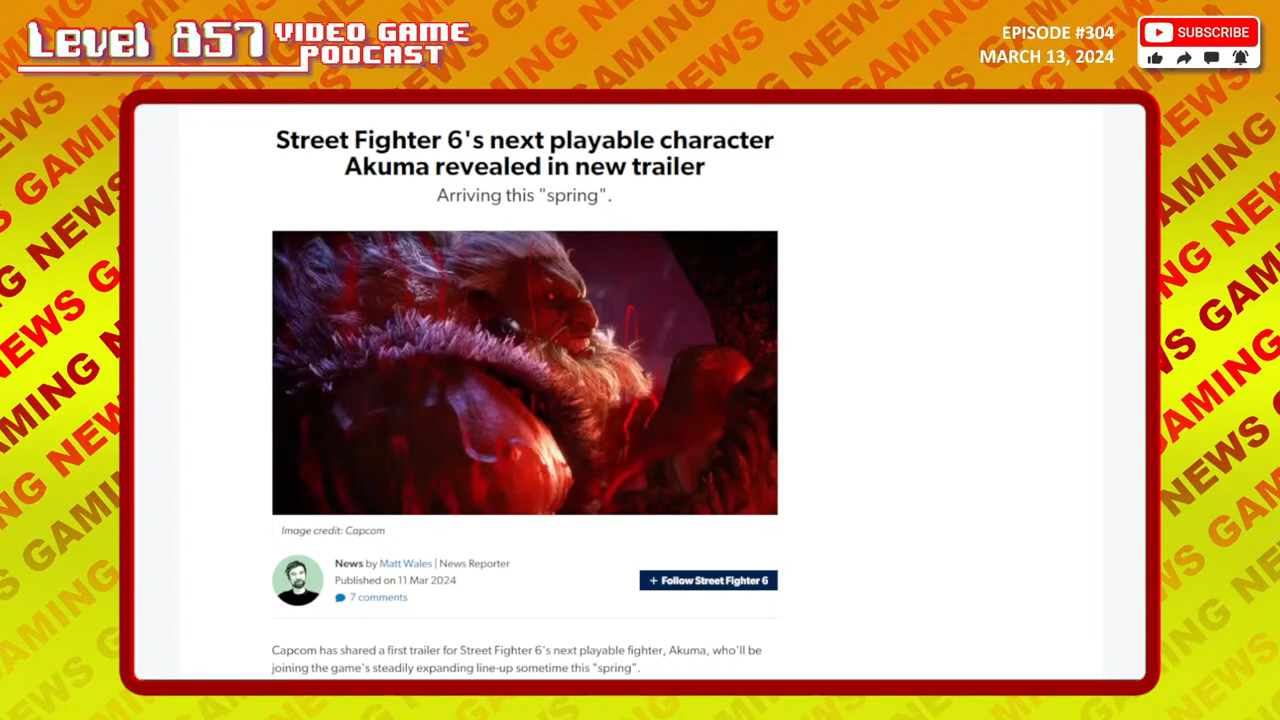 Level 857 VIDEO GAME
PODCAST
EPISODE #304
MARCH 13, 2024
SUBSCRIBE
Street Fighter 6's next playable character
Akuma revealed in new trailer
Arriving this "spring".
Image credit: Capcom
News by Matt Wales | News Reporter
Published on 11 Mar 2024
7 comments
+ Follow Street Fighter 6
Capcom has shared a first trailer for Street Fighter 6's next playable fighter, Akuma, who'll be
joining the game's steadily expanding line-up sometime this "spring".
GAMING NEWS